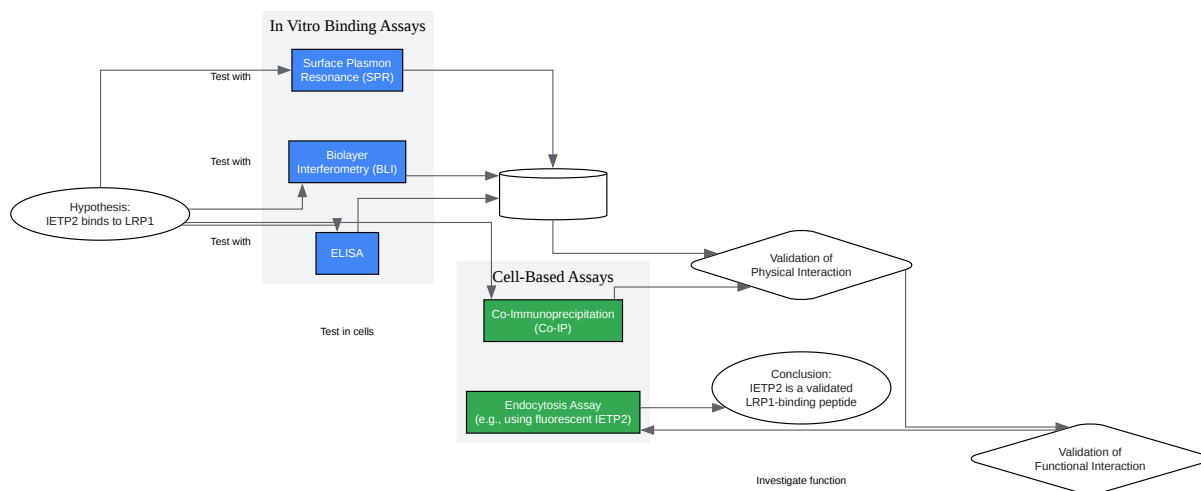 In Vitro Binding Assays
Surface Plasmon
Resonance (SPR)
Test with
Biolayer
Interferometry (BLI)
Test with
Hypothesis:
IETP2 binds to LRP1
Test with
ELISA
Validation of
Physical Interaction
Cell-Based Assays
Co-Immunoprecipitation
(Co-IP)
Test in cells
Conclusion:
IETP2 is a validated
LRP1-binding peptide
Endocytosis Assay
(e.g., using fluorescent IETP2)
Validation of
Functional Interaction
Investigate function